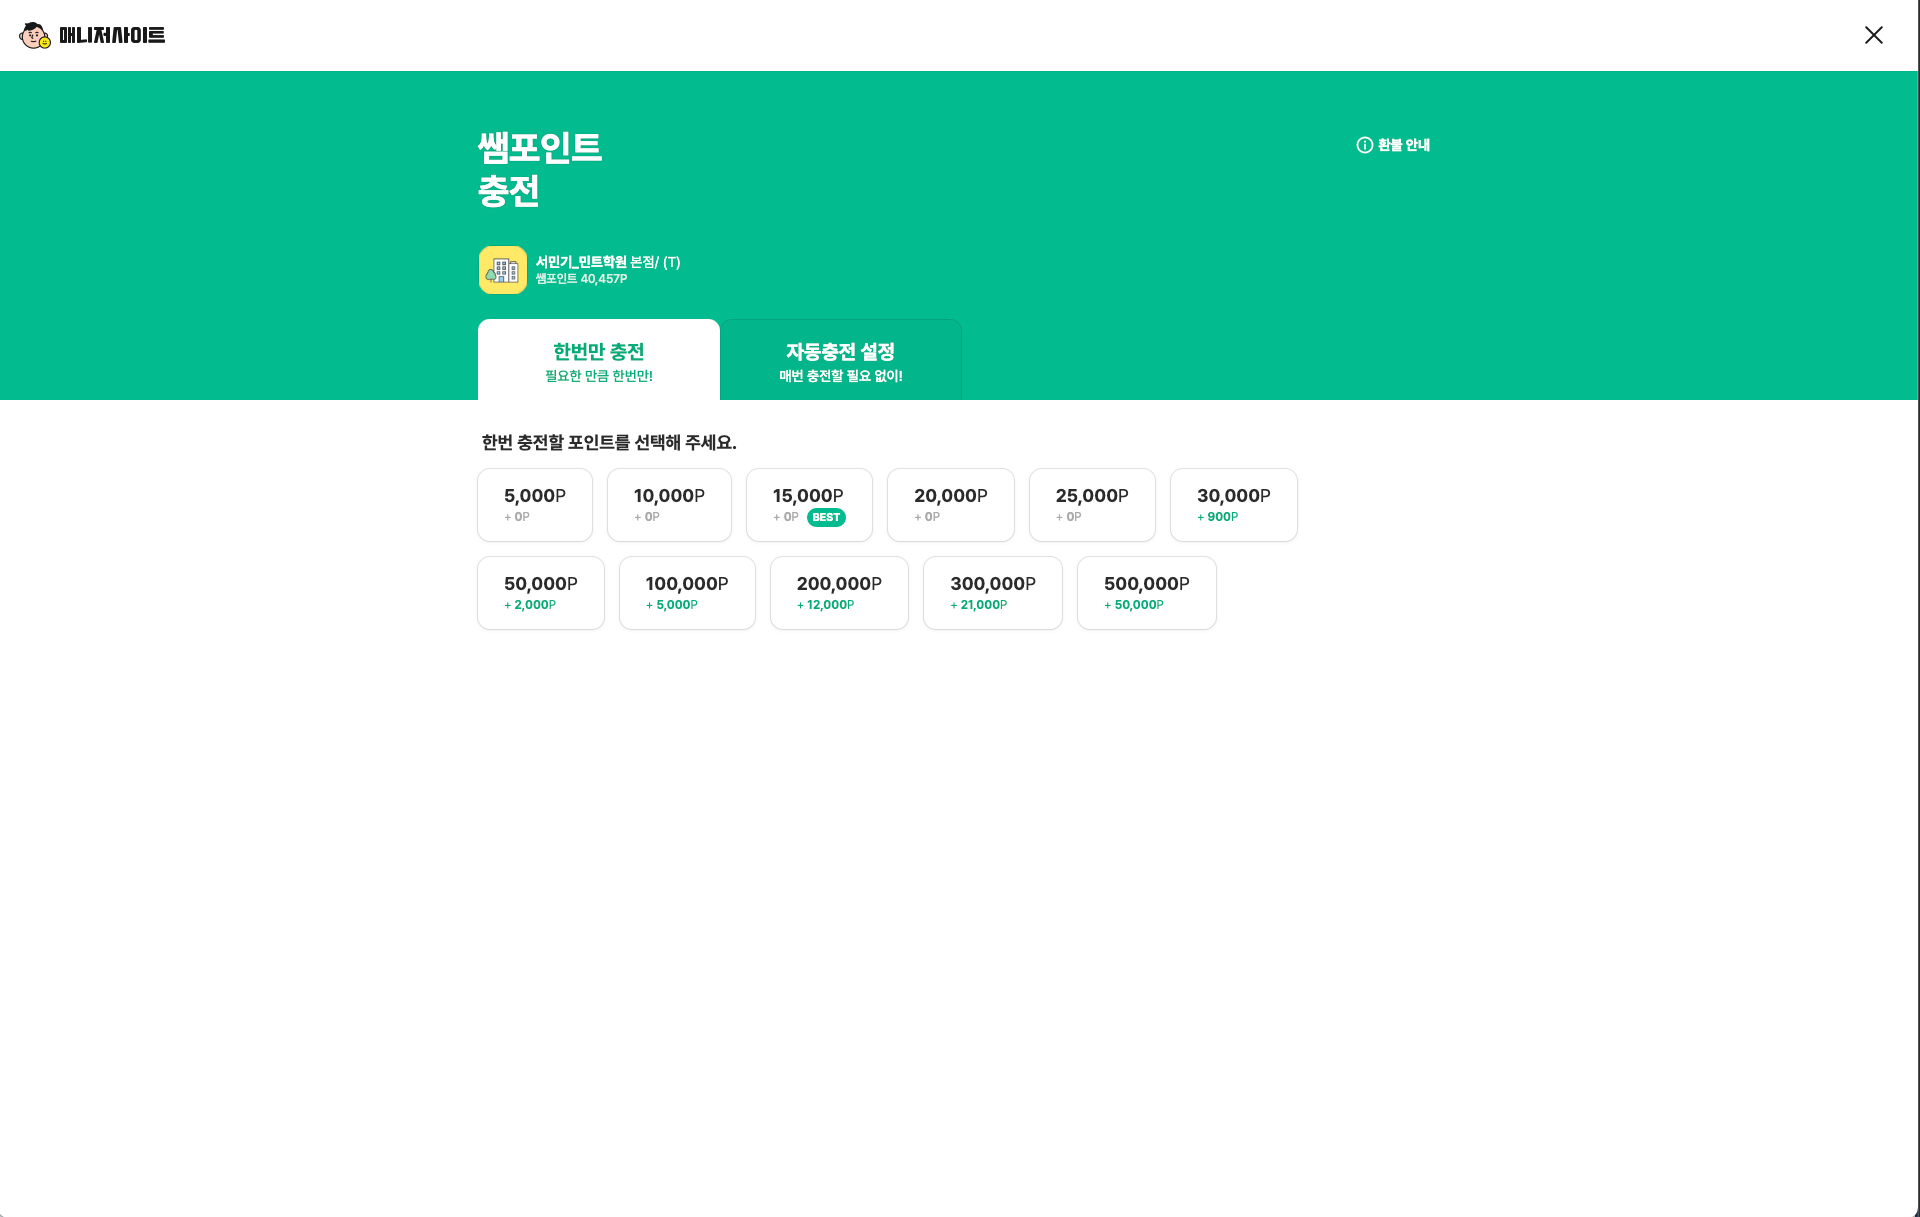 매니저사이트
쌤포인트
충전
환불 안내
서민기_민트학원 본점/ (T)
쌤포인트 40,457P
한번만 충전
필요한 만큼 한번만!
자동충전 설정
매번 충전할 필요 없이!
한번 충전할 포인트를 선택해 주세요.
5,000P
+ 0P
10,000P
+ 0P
15,000P
+ 0P BEST
20,000P
+ 0P
25,000P
+ 0P
30,000P
+ 900P
50,000P
+ 2,000P
100,000P
+ 5,000P
200,000P
+ 12,000P
300,000P
+ 21,000P
500,000P
+ 50,000P